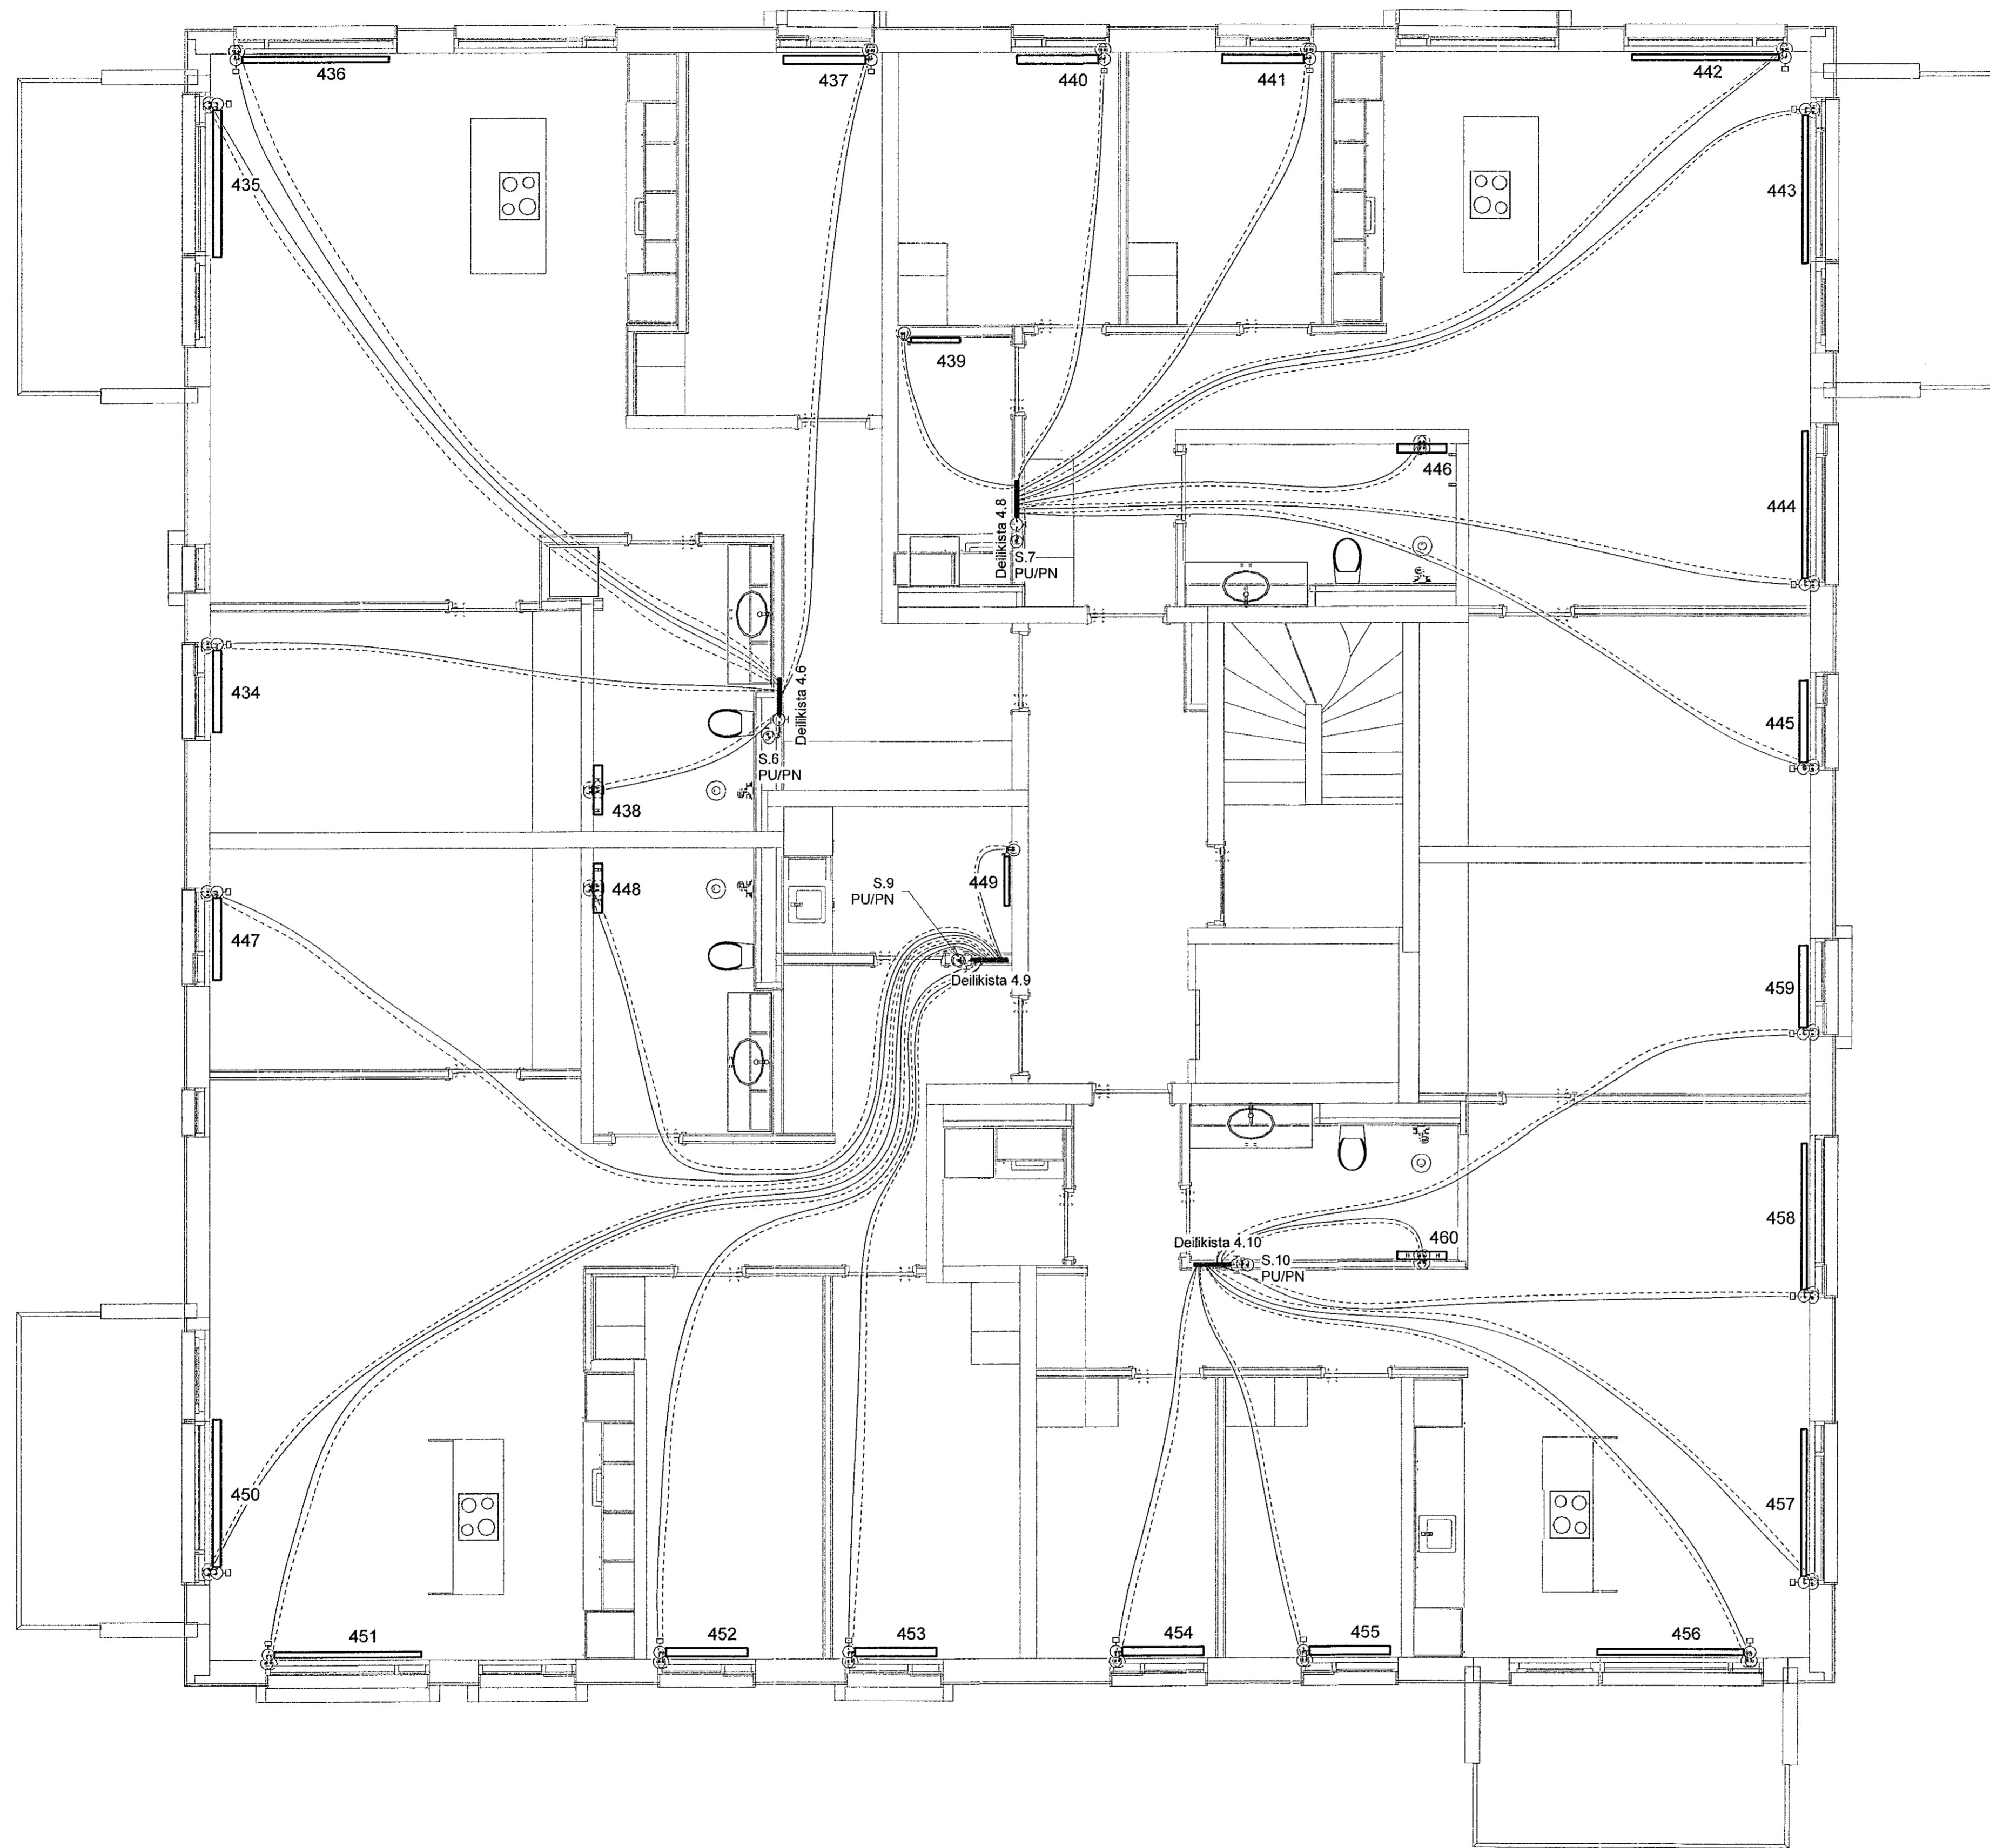 436
437
440
441
442
435
443
439
446
444
Deilikista 4.8
S.7
PU/PN
434
Deilikista 4.6
S.6
PU/PN
445
438
448
449
S.9
PU/PN
447
Deilikista 4.9
459
458
Deilikista 4.10
460
S.10
PU/PN
450
457
451
452
453
454
455
456